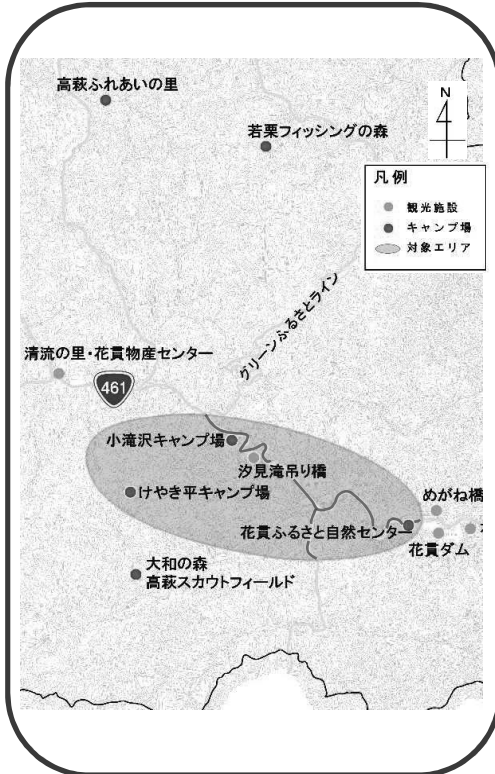 高萩ふれあいの里
N
若栗フィッシングの森
凡例
観光施設
キャンプ場
対象エリア
グリーンふるさとライン
清流の里・花貫物産センター
461
小滝沢キャンプ場
汐見滝吊り橋
けやき平キャンプ場
めがね橋
花貫ふるさと自然センター
花貫ダム
大和の森
高萩スカウトフィールド